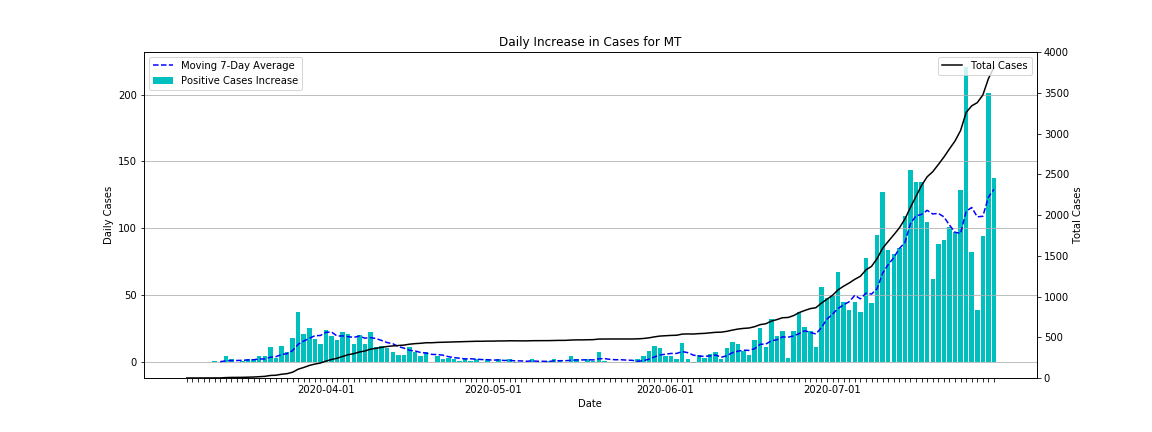 Daily Increase in Cases for MT
Moving 7-Day Average
Positive Cases Increase
Total Cases
200
150
100
50
0
Daily Cases
4000
3500
3000
2500
2000
1500
1000
500
0
Total Cases
2020-04-01
2020-05-01
2020-06-01
2020-07-01
Date